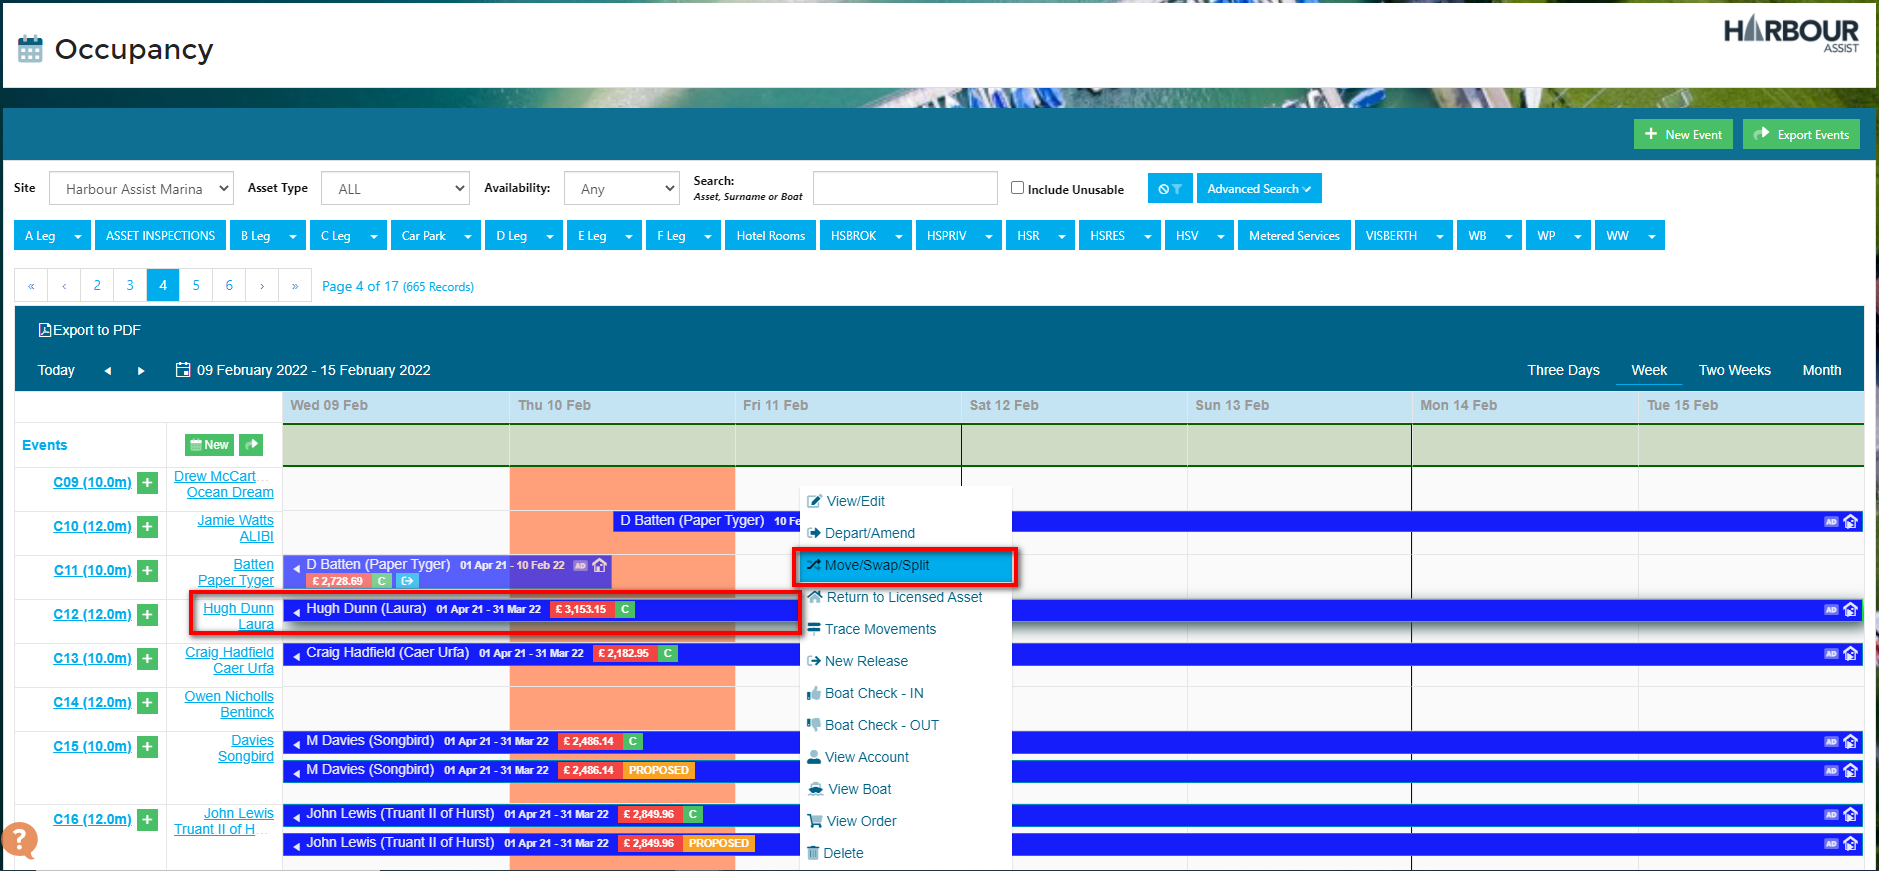 Occupancy
HARBOUR
ASSIST
New Event
Export Events
Site
Harbour Assist Marina
Asset Type
ALL
Availability:
Any
Search:
Asset, Surname or Boat
Include Unusable
Advanced Search
A Leg
ASSET INSPECTIONS
B Leg
C Leg
Car Park
D Leg
E Leg
F Leg
Hotel Rooms
HSBROK
HSPRIV
HSR
HSRES
HSV
Metered Services
VISBERTH
WB
WP
WW
« ‹ 2 3 4 5 6 › » Page 4 of 17 (665 Records)
Export to PDF
Today
09 February 2022 - 15 February 2022
Three Days
Week
Two Weeks
Month
Wed 09 Feb
Thu 10 Feb
Fri 11 Feb
Sat 12 Feb
Sun 13 Feb
Mon 14 Feb
Tue 15 Feb
Events
New
C09 (10.0m) +
Drew McCart...
Ocean Dream
C10 (12.0m) +
Jamie Watts
ALIBI
D Batten (Paper Tyger) 10 Fe
AD
C11 (10.0m) +
Batten
Paper Tyger
D Batten (Paper Tyger) 01 Apr 21 - 10 Feb 22 AD
£ 2,728.69 C
C12 (12.0m) +
Hugh Dunn
Laura
Hugh Dunn (Laura) 01 Apr 21 - 31 Mar 22 £ 3,153.15 C
AD
C13 (10.0m) +
Craig Hadfield
Caer Urfa
Craig Hadfield (Caer Urfa) 01 Apr 21 - 31 Mar 22 £ 2,182.95 C
AD
C14 (12.0m) +
Owen Nicholls
Bentinck
C15 (10.0m) +
Davies
Songbird
M Davies (Songbird) 01 Apr 21 - 31 Mar 22 £ 2,486.14 C
AD
M Davies (Songbird) 01 Apr 21 - 31 Mar 22 £ 2,486.14 PROPOSED
AD
C16 (12.0m) +
John Lewis
Truant II of H...
John Lewis (Truant II of Hurst) 01 Apr 21 - 31 Mar 22 £ 2,849.96 C
AD
John Lewis (Truant II of Hurst) 01 Apr 21 - 31 Mar 22 £ 2,849.96 PROPOSED
AD
View/Edit
Depart/Amend
Move/Swap/Split
Return to Licensed Asset
Trace Movements
New Release
Boat Check - IN
Boat Check - OUT
View Account
View Boat
View Order
Delete
?